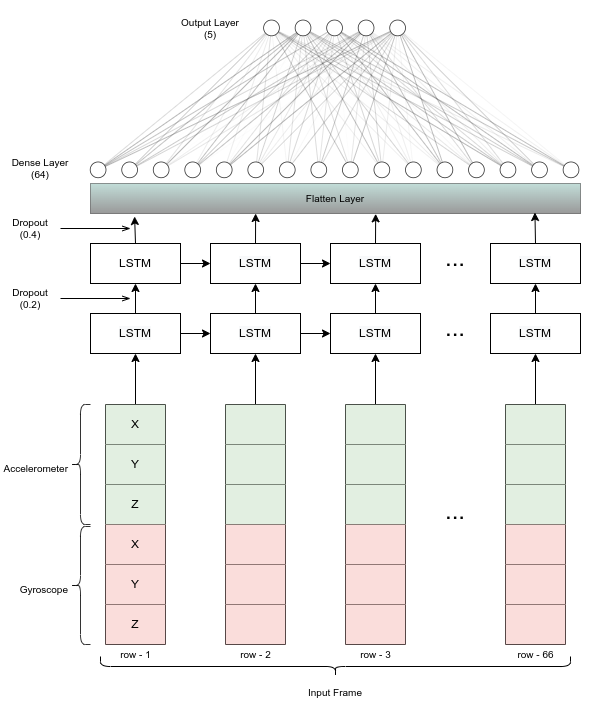 Output Layer
(5)
Dense Layer
(64)
Flatten Layer
Dropout
(0.4)
LSTM LSTM LSTM ... LSTM
Dropout
(0.2)
LSTM LSTM LSTM ... LSTM
Accelerometer
X
Y
Z
...
Gyroscope
X
Y
Z
row - 1 row - 2 row - 3 row - 66
Input Frame